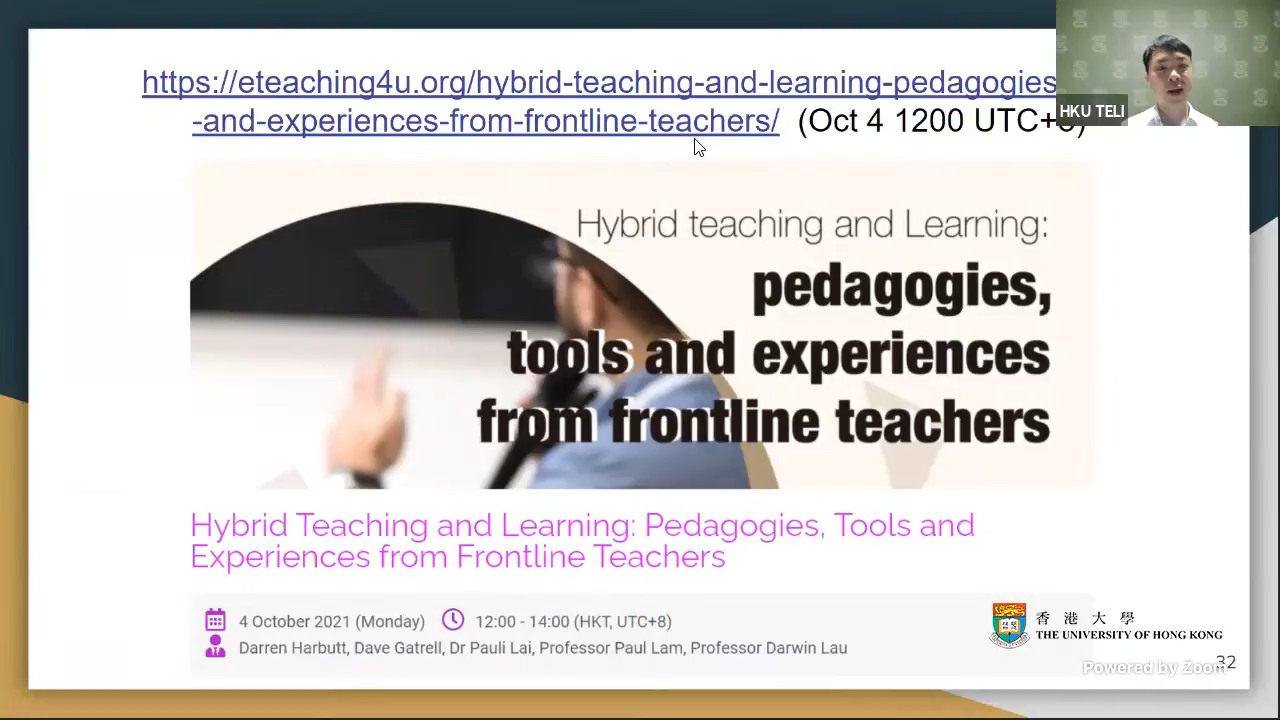 https://eteaching4u.org/hybrid-teaching-and-learning-pedagogies
-and-experiences-from-frontline-teachers/ (Oct 4 1200 UTC+8)
HKU TELI
Hybrid teaching and Learning:
pedagogies,
tools and experiences
from frontline teachers
Hybrid Teaching and Learning: Pedagogies, Tools and
Experiences from Frontline Teachers
4 October 2021 (Monday) 12:00 - 14:00 (HKT, UTC+8)
Darren Harbutt, Dave Gatrell, Dr Pauli Lai, Professor Paul Lam, Professor Darwin Lau
香港大學
THE UNIVERSITY OF HONG KONG
Powered by Zoom
32